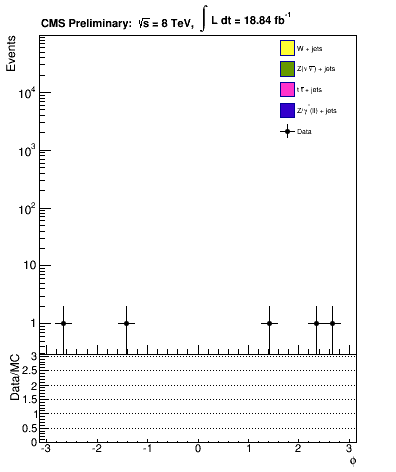 CMS Preliminary: √s = 8 TeV, ∫ L dt = 18.84 fb⁻¹
Events
W + jets
Z(ν ν̄) + jets
t t̄ + jets
Z/γ*(ll) + jets
Data
10⁴
10³
10²
10
1
Data/MC
3
2.5
2
1.5
1
0.5
0
-3 -2 -1 0 1 2 3
ϕ